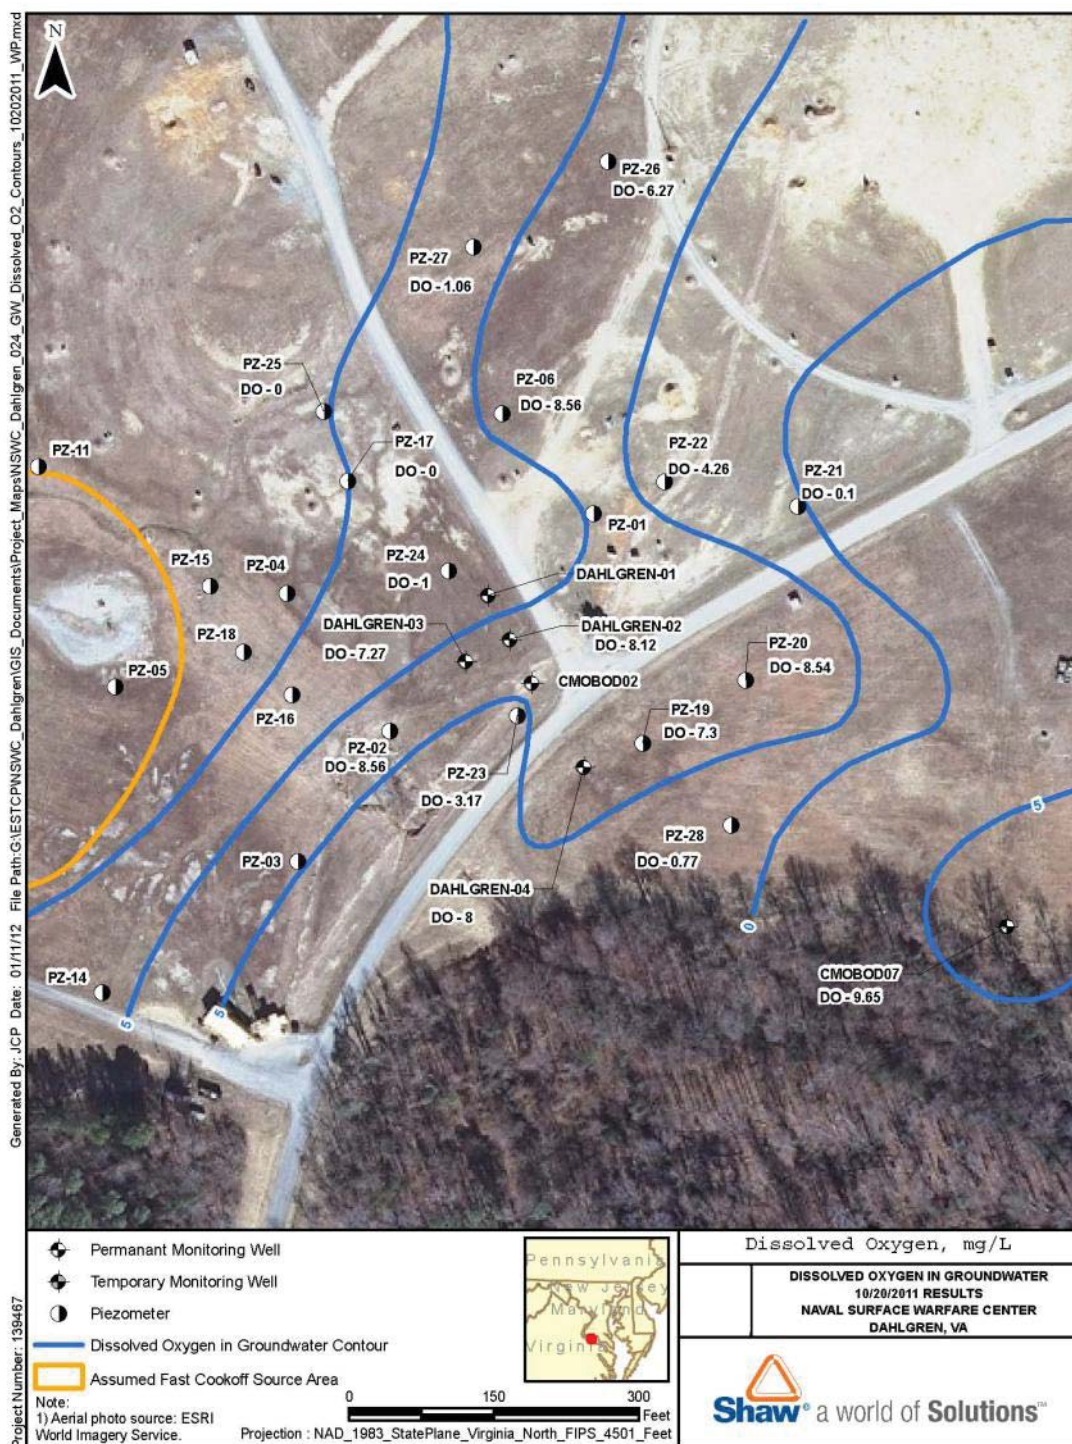 Generated By: JCP Date: 01/11/12 File Path:G:\ESTCP\NSWC_Dahlgren\GIS_Documents\Project_Maps\NSWC_Dahlgren_024_GW_Dissolved_O2_Contours_10202011_WP.mxd
Project Number: 139467
N
PZ-26
DO - 6.27
PZ-27
DO - 1.06
PZ-25
DO - 0
PZ-06
DO - 8.56
PZ-17
DO - 0
PZ-22
DO - 4.26
PZ-21
DO - 0.1
PZ-11
PZ-01
PZ-24
DO - 1
PZ-15
PZ-04
DAHLGREN-01
DAHLGREN-03
DO - 7.27
DAHLGREN-02
DO - 8.12
PZ-18
PZ-20
DO - 8.54
PZ-05
CMOBOD02
PZ-16
PZ-19
DO - 7.3
PZ-02
DO - 8.56
PZ-23
DO - 3.17
5
PZ-28
DO - 0.77
PZ-03
DAHLGREN-04
DO - 8
0
CMOBOD07
DO - 9.65
PZ-14
5
5
Permanant Monitoring Well
Temporary Monitoring Well
Piezometer
Dissolved Oxygen in Groundwater Contour
Assumed Fast Cookoff Source Area
Note:
1) Aerial photo source: ESRI
World Imagery Service.
Pennsylvania
New Jersey
Maryland
Virginia
0 150 300
Feet
Projection : NAD_1983_StatePlane_Virginia_North_FIPS_4501_Feet
Dissolved Oxygen, mg/L
DISSOLVED OXYGEN IN GROUNDWATER
10/20/2011 RESULTS
NAVAL SURFACE WARFARE CENTER
DAHLGREN, VA
Shaw® a world of Solutions™